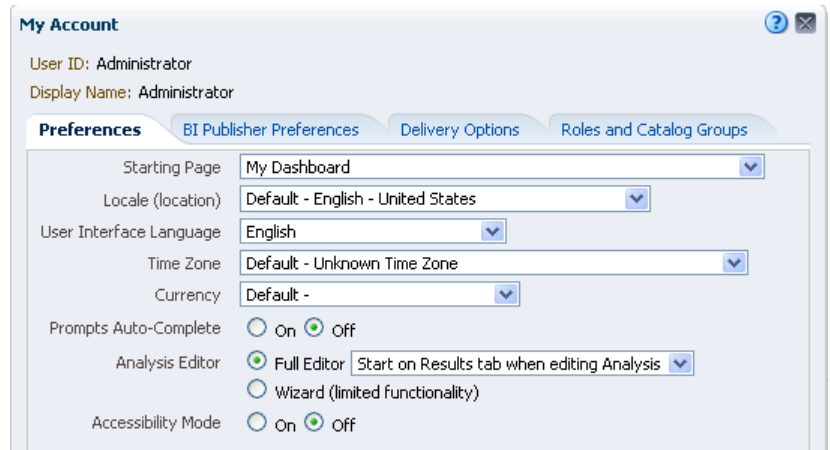 My Account
User ID: Administrator
Display Name: Administrator
Preferences BI Publisher Preferences Delivery Options Roles and Catalog Groups
Starting Page My Dashboard
Locale (location) Default - English - United States
User Interface Language English
Time Zone Default - Unknown Time Zone
Currency Default -
Prompts Auto-Complete On Off
Analysis Editor Full Editor Start on Results tab when editing Analysis
Wizard (limited functionality)
Accessibility Mode On Off